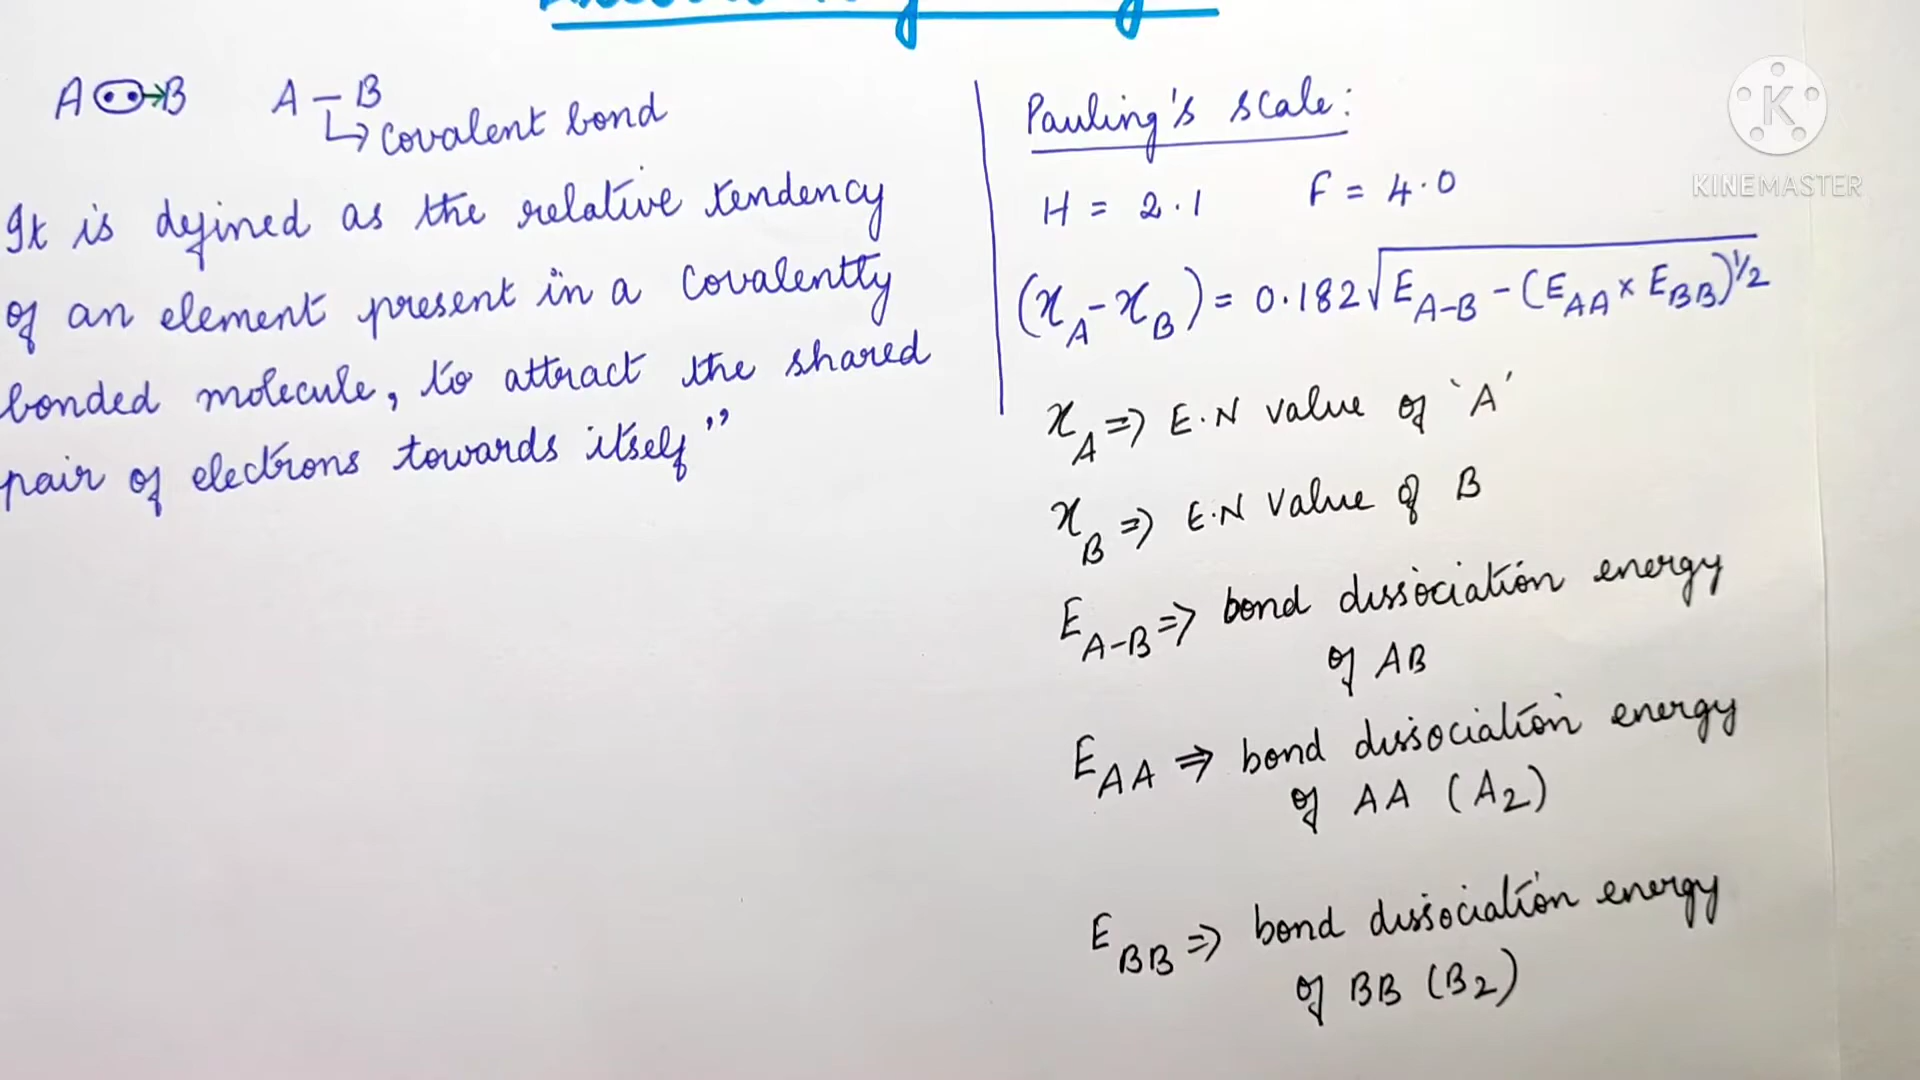 A B A - B
↳ Covalent bond
It is defined as the relative tendency
of an element present in a covalently
bonded molecule, to attract the shared
pair of electrons towards itself”
Pauling's scale:
H = 2.1 F = 4.0
(x_A - x_B) = 0.182√E_A-B - (E_AA × E_BB)^1/2
x_A ⇒ E.N value of ‘A’
x_B ⇒ E.N value of B
E_A-B ⇒ bond dissociation energy
of AB
E_AA ⇒ bond dissociation energy
of AA (A2)
E_BB ⇒ bond dissociation energy
of BB (B2)
K
KINEMASTER